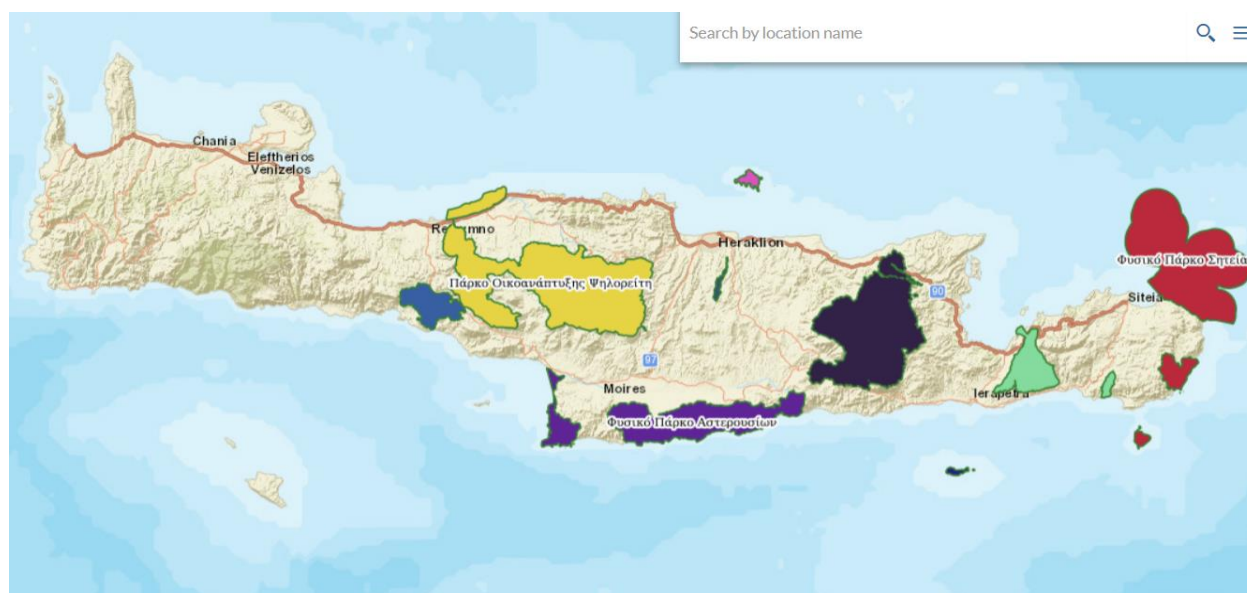 Search by location name
Chania
Eleftherios
Venizelos
Heraklion
Φυσικό Πάρκο Σητεία
Πάρκο Οικοανάπτυξης Ψηλορείτη
90
Siteia
97
Moires
Ierapetra
Φυσικό Πάρκο Αστερουσίων